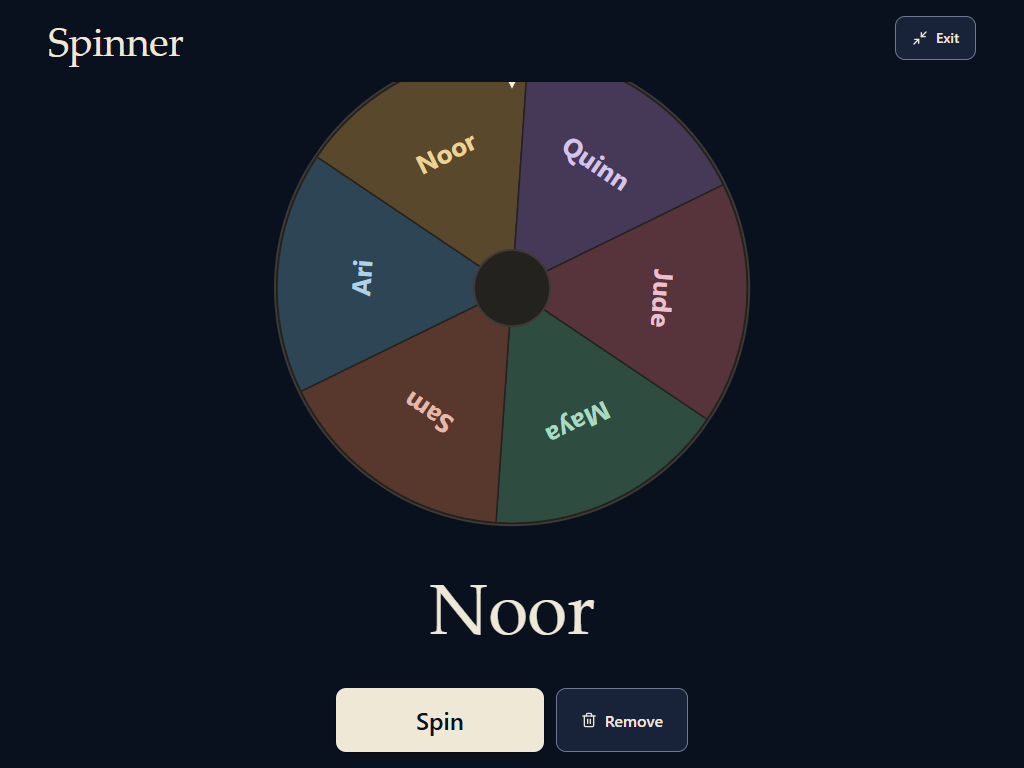 Spinner
Exit
Noor
Quinn
Ari
Jude
Sam
Maya
Noor
Spin
Remove